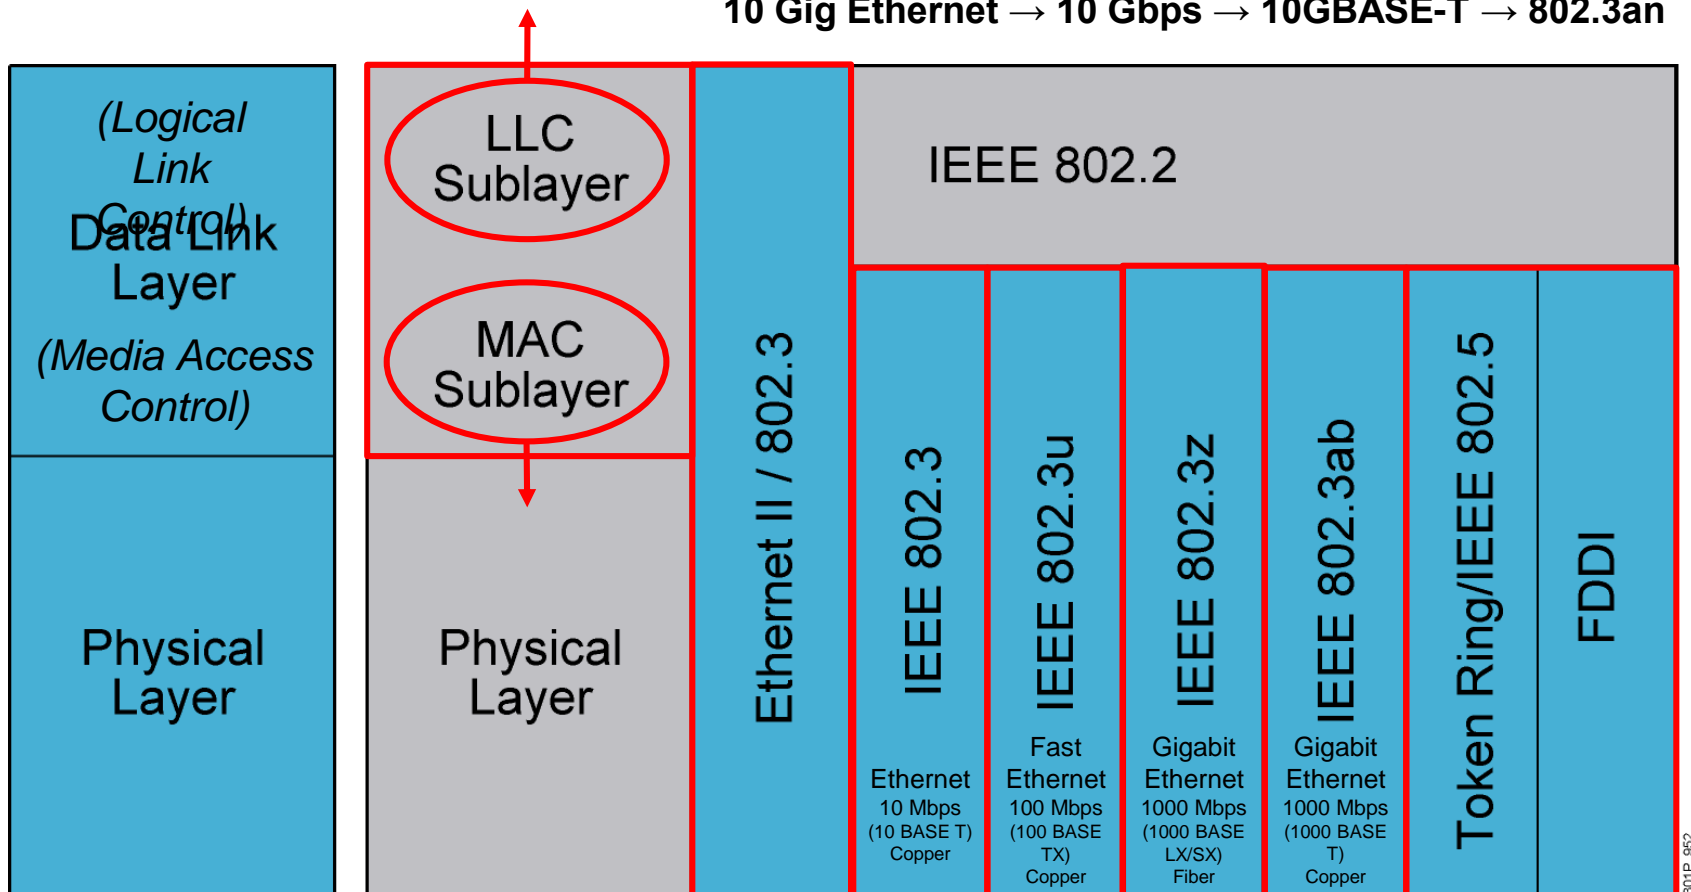 10 Gig Ethernet → 10 Gbps → 10GBASE-T → 802.3an
(Logical
Link
Control)
Data Link
Layer
(Media Access
Control)
Physical
Layer
LLC
Sublayer
MAC
Sublayer
Physical
Layer
Ethernet II / 802.3
IEEE 802.2
IEEE 802.3
Ethernet
10 Mbps
(10 BASE T)
Copper
IEEE 802.3u
Fast
Ethernet
100 Mbps
(100 BASE
TX)
Copper
IEEE 802.3z
Gigabit
Ethernet
1000 Mbps
(1000 BASE
LX/SX)
Fiber
IEEE 802.3ab
Gigabit
Ethernet
1000 Mbps
(1000 BASE
T)
Copper
Token Ring/IEEE 802.5
FDDI